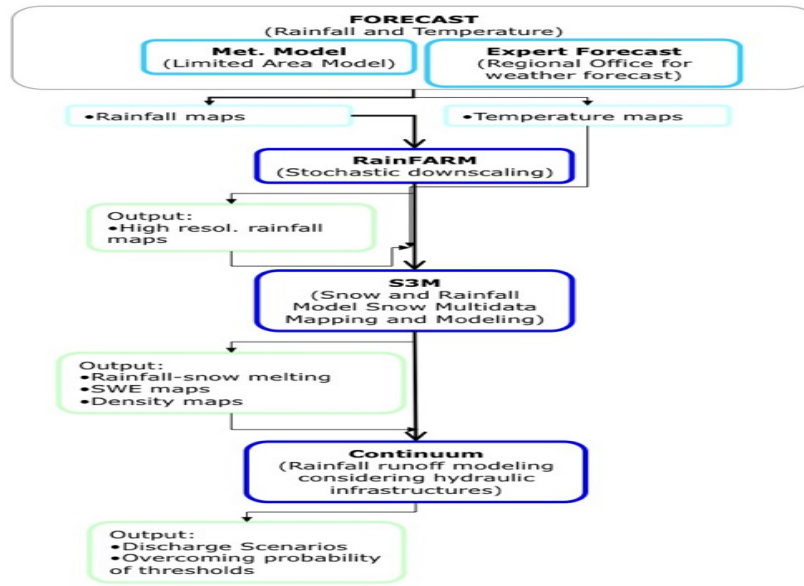 FORECAST
(Rainfall and Temperature)
Met. Model
(Limited Area Model)
Expert Forecast
(Regional Office for
weather forecast)
•Rainfall maps
•Temperature maps
RainFARM
(Stochastic downscaling)
Output:
•High resol. rainfall
maps
S3M
(Snow and Rainfall
Model Snow Multidata
Mapping and Modeling)
Output:
•Rainfall-snow melting
•SWE maps
•Density maps
Continuum
(Rainfall runoff modeling
considering hydraulic
infrastructures)
Output:
•Discharge Scenarios
•Overcoming probability
of thresholds